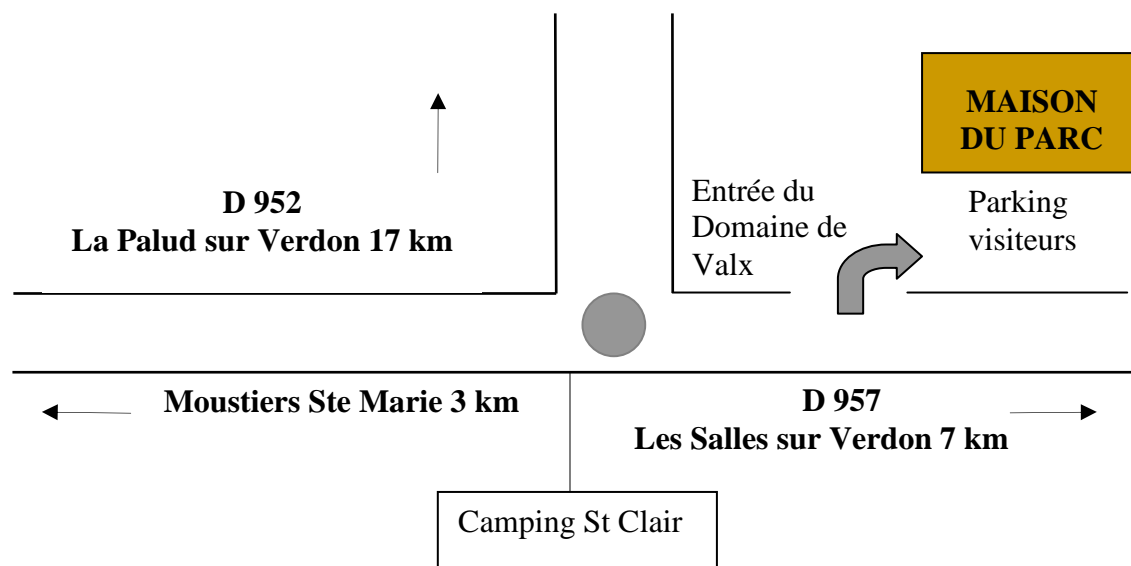 MAISON
DU PARC
Entrée du
Domaine de
Valx
Parking
visiteurs
D 952
La Palud sur Verdon 17 km
Moustiers Ste Marie 3 km
D 957
Les Salles sur Verdon 7 km
Camping St Clair